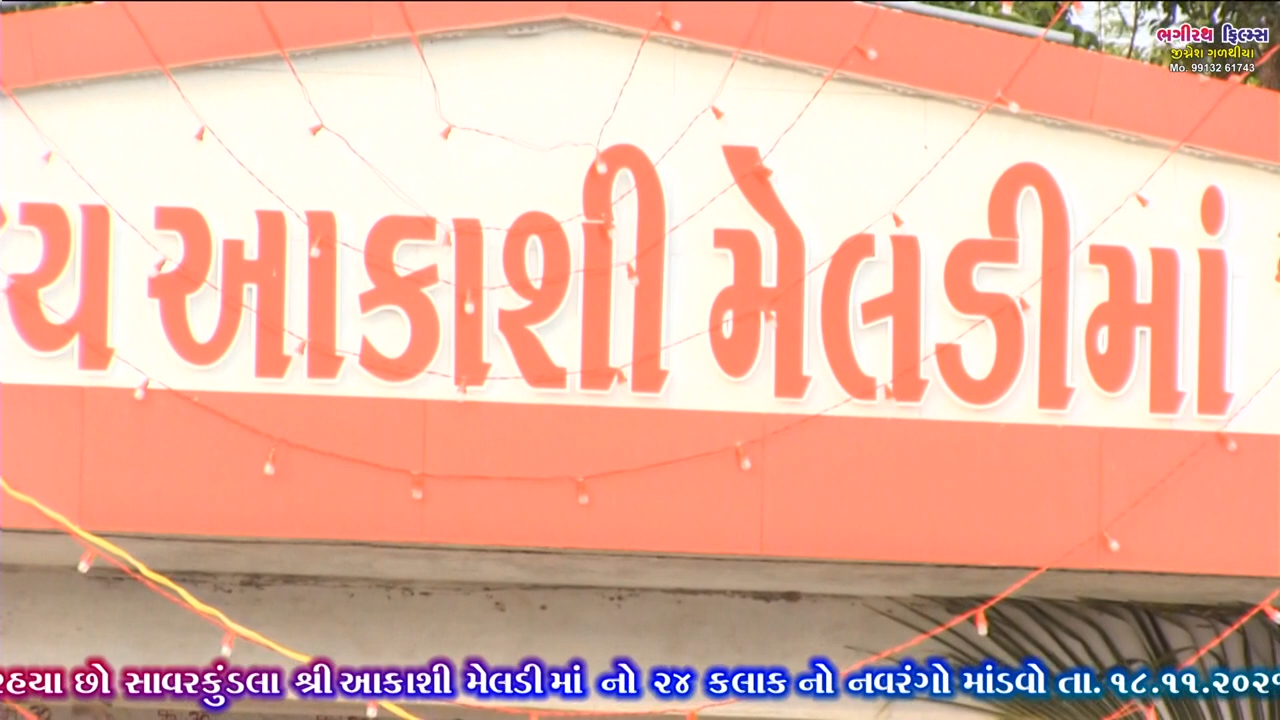 ભગીરથ ફિલ્મ્સ
જીગ્નેશ ગળથીયા
Mo. 99132 61743
ય આકાશી મેલડીમાં
રહયા છો સાવરકુંડલા શ્રી આકાશી મેલડી માં નો ૨૪ કલાક નો નવરંગો માંડવો તા. ૧૮.૧૧.૨૦૨૧